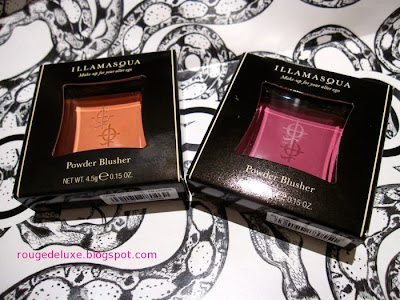 ILLAMASQUA
Make-up for your alter ego
Powder Blusher
NET WT. 4.5g ℮ 0.15 OZ.
ILLAMASQUA
Make-up for your alter ego
Powder Blusher
0.15 OZ.
rougedeluxe.blogspot.com